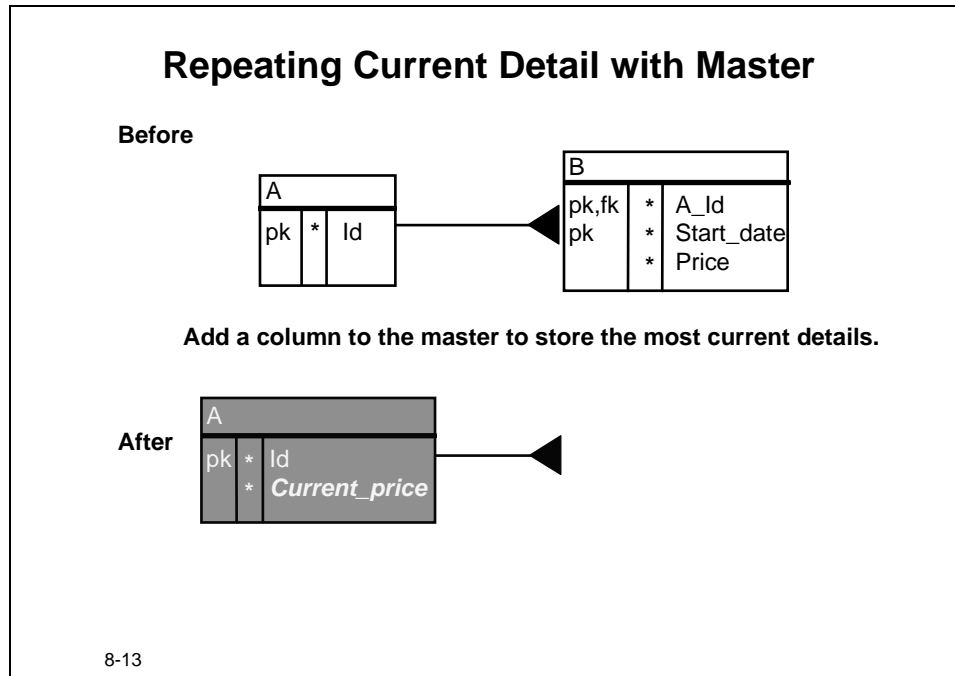 Repeating Current Detail with Master
Before
A
pk * Id
B
pk,fk * A_Id
pk * Start_date
* Price
Add a column to the master to store the most current details.
After
A
pk * Id
* Current_price
8-13